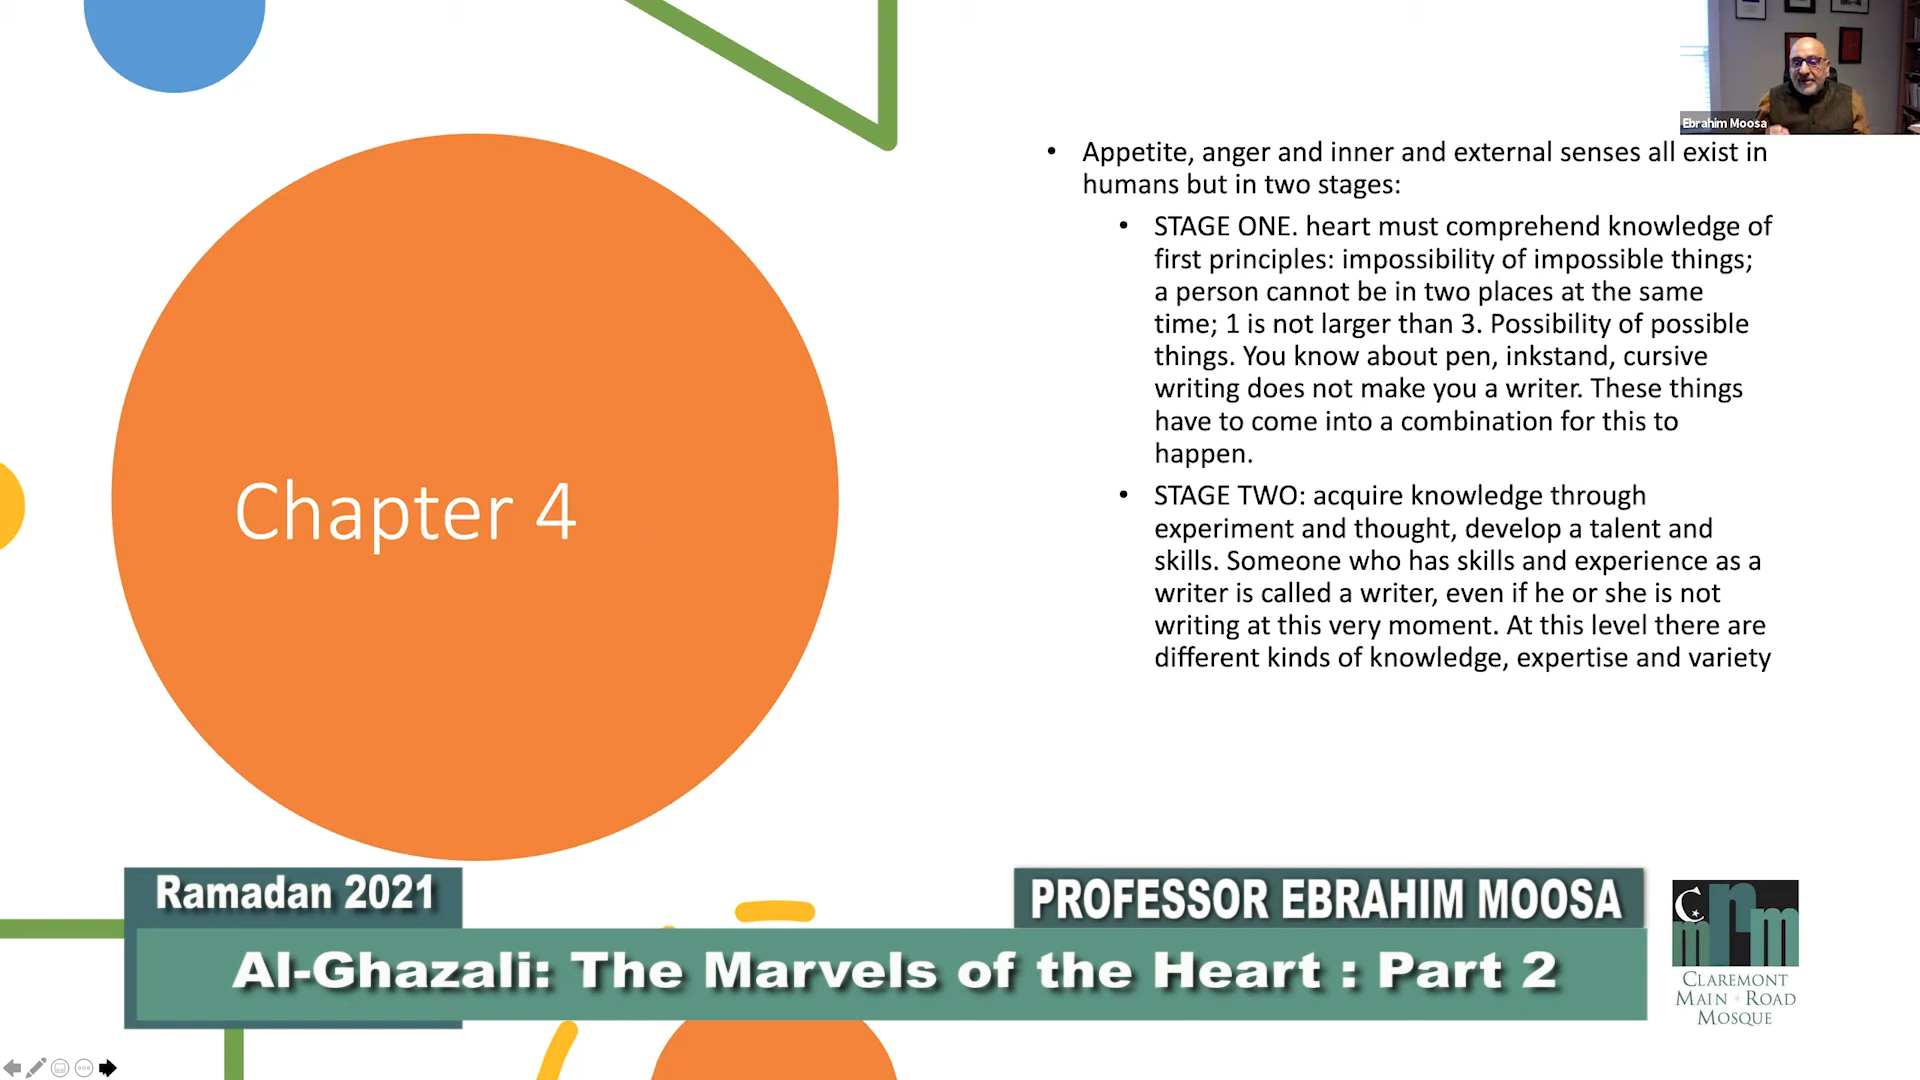 Ebrahim Moosa
• Appetite, anger and inner and external senses all exist in
humans but in two stages:
• STAGE ONE. heart must comprehend knowledge of
first principles: impossibility of impossible things;
a person cannot be in two places at the same
time; 1 is not larger than 3. Possibility of possible
things. You know about pen, inkstand, cursive
writing does not make you a writer. These things
have to come into a combination for this to
happen.
• STAGE TWO: acquire knowledge through
experiment and thought, develop a talent and
skills. Someone who has skills and experience as a
writer is called a writer, even if he or she is not
writing at this very moment. At this level there are
different kinds of knowledge, expertise and variety
Chapter 4
Ramadan 2021
PROFESSOR EBRAHIM MOOSA
Al-Ghazali: The Marvels of the Heart : Part 2
cmrm
CLAREMONT
MAIN ROAD
MOSQUE